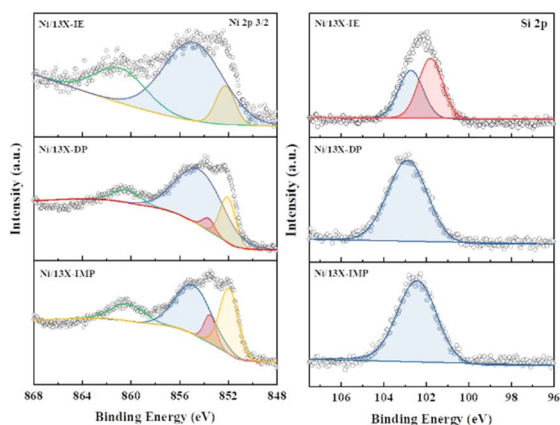 Ni/13X-IE
Ni 2p 3/2
Ni/13X-DP
Ni/13X-IMP
Intensity (a.u.)
868 864 860 856 852 848
Binding Energy (eV)
Ni/13X-IE
Si 2p
Ni/13X-DP
Ni/13X-IMP
Intensity (a.u.)
106 104 102 100 98 96
Binding Energy (eV)